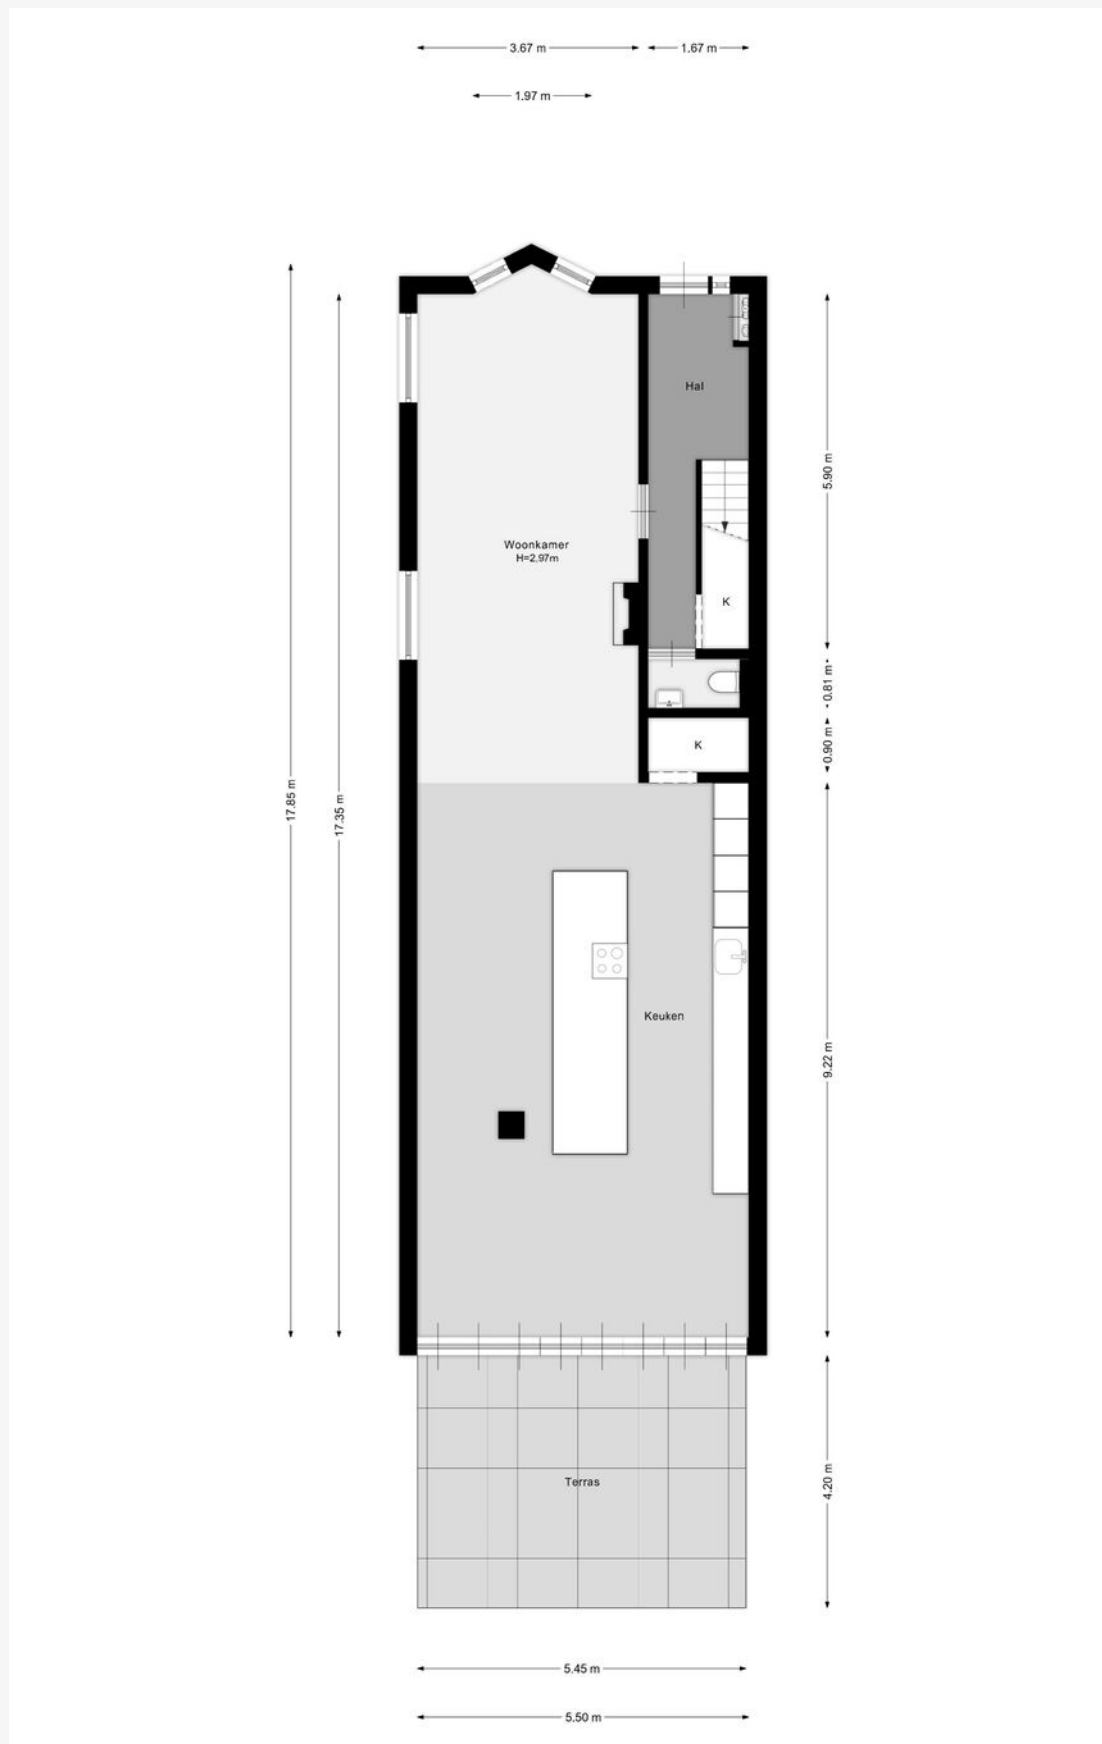 3.67 m
1.67 m
1.97 m
Hal
5.90 m
Woonkamer
H=2.97m
K
0.81 m
K
0.90 m
17.85 m
17.35 m
Keuken
9.22 m
Terras
4.20 m
5.45 m
5.50 m